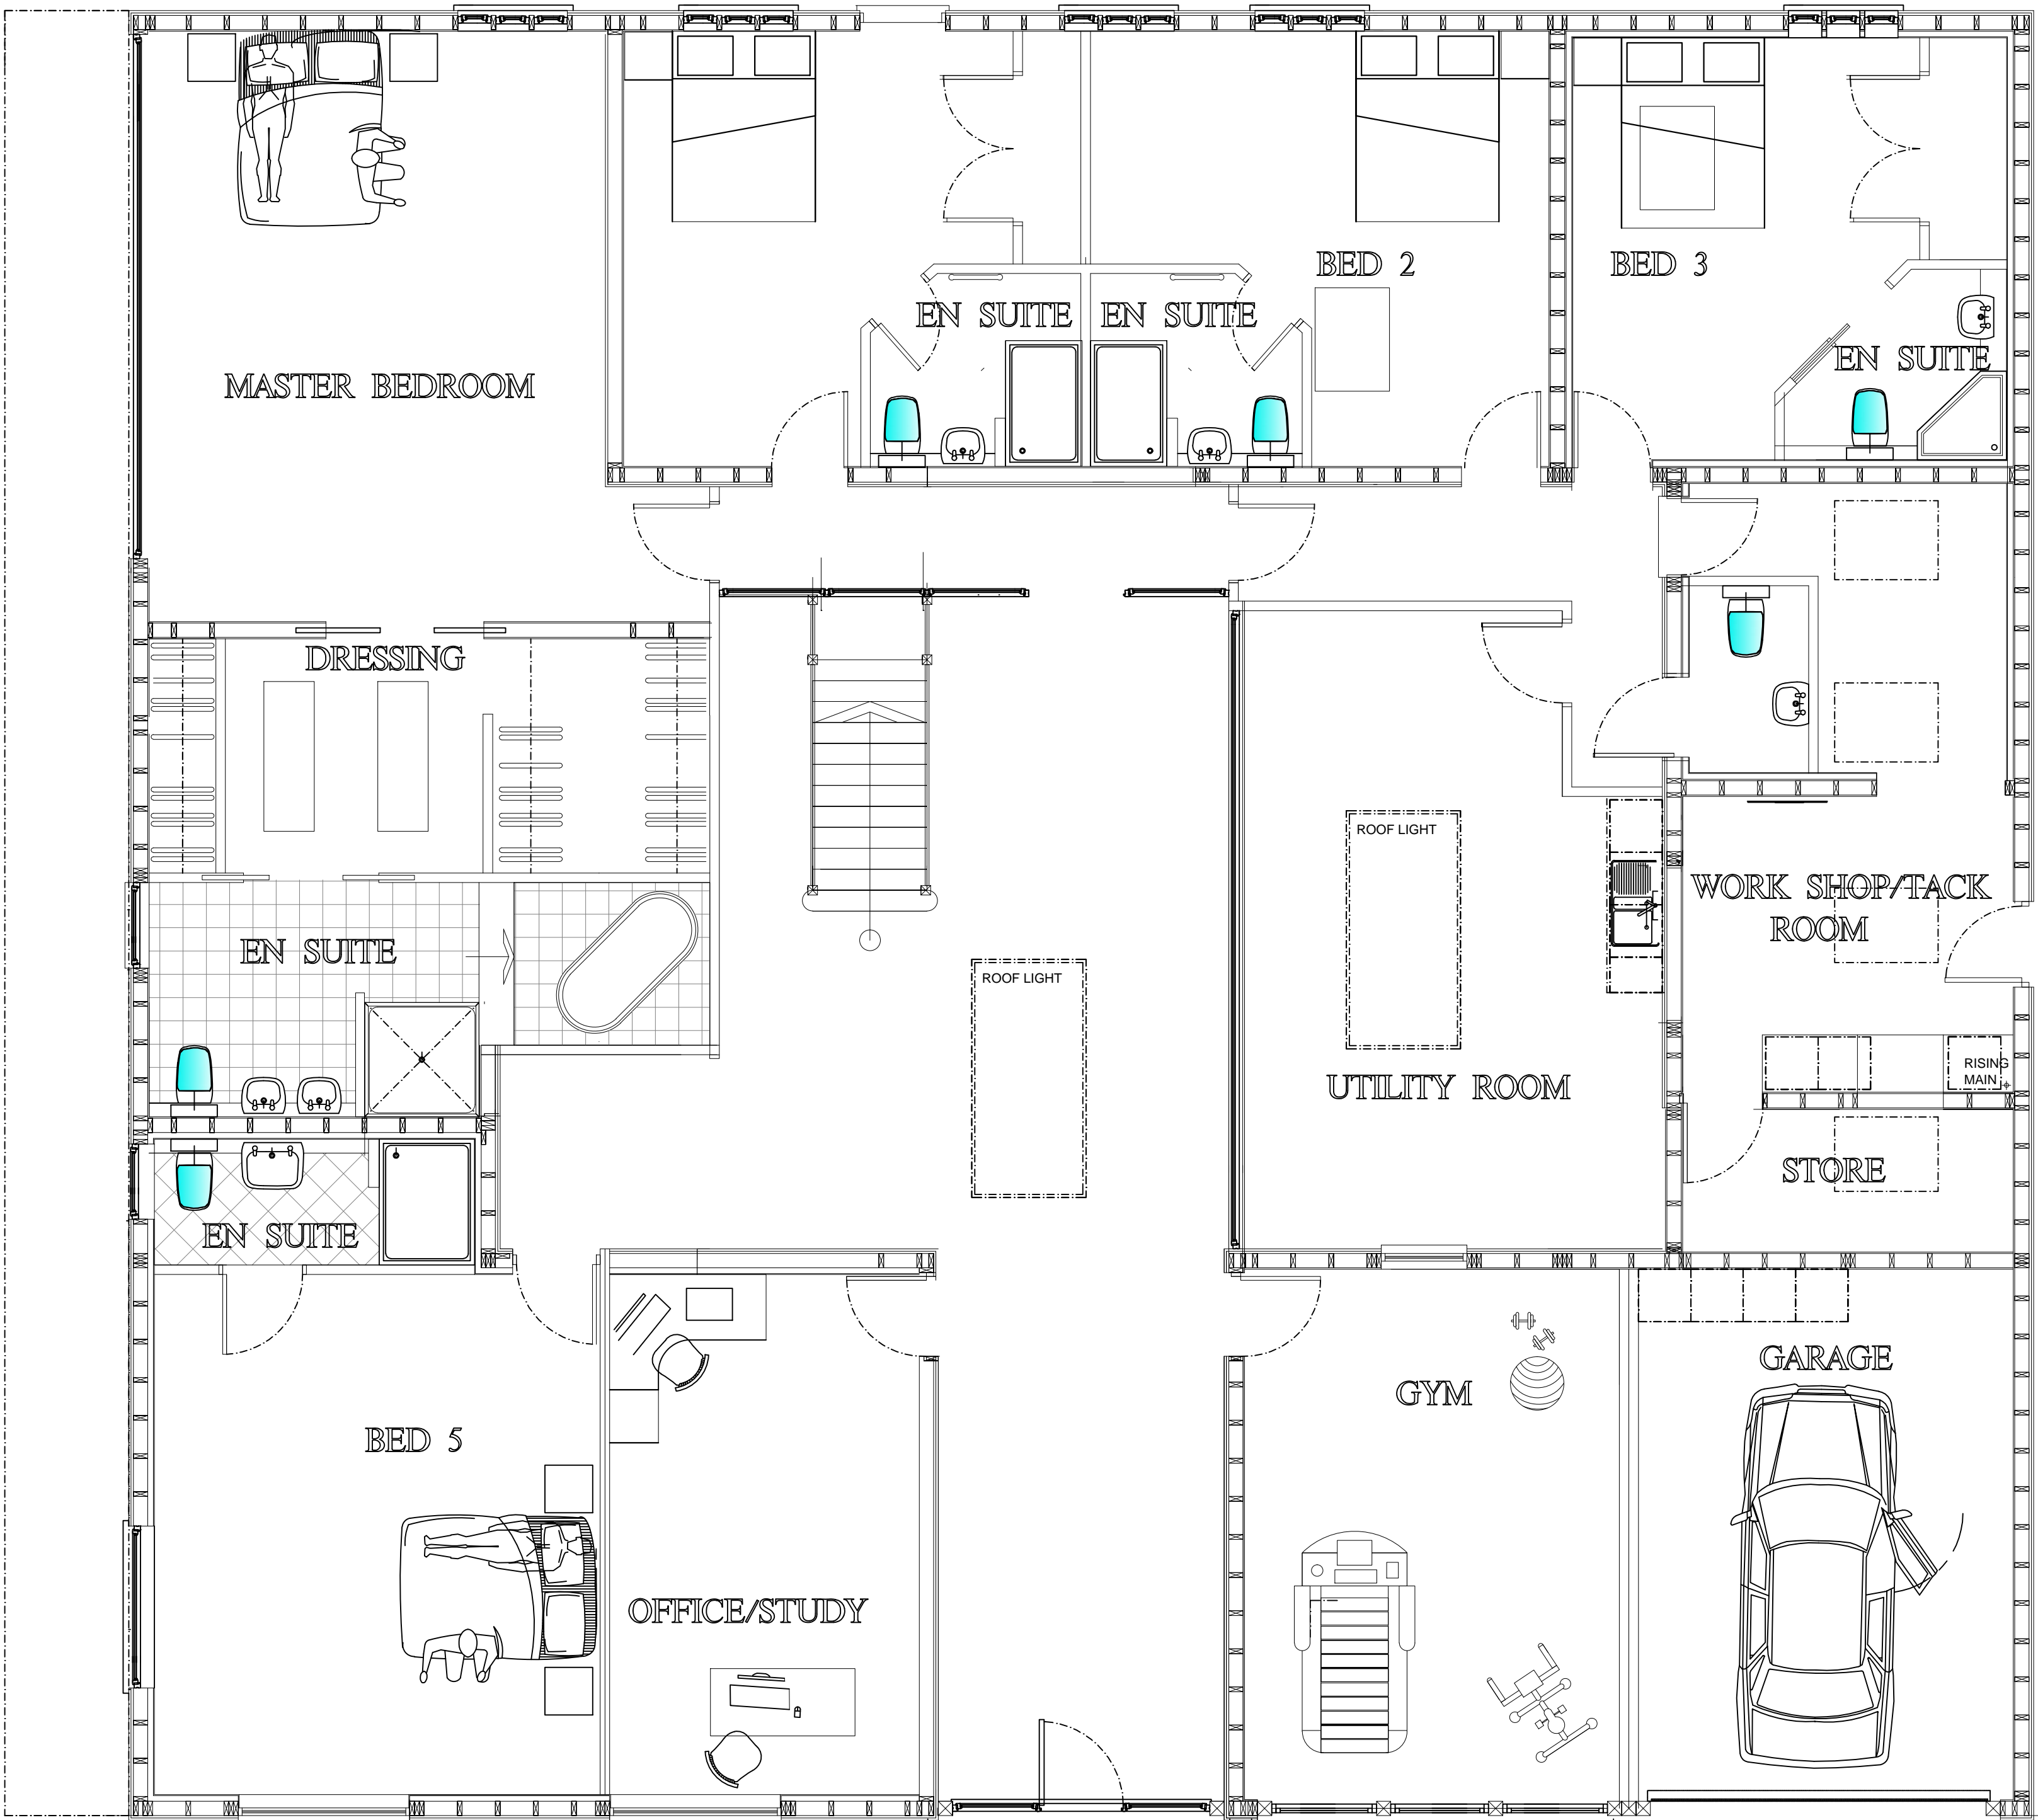 BED 2
BED 3
EN SUITE
EN SUITE
EN SUITE
MASTER BEDROOM
DRESSING
ROOF LIGHT
WORK SHOP/TACK
ROOM
EN SUITE
ROOF LIGHT
RISING
MAIN
UTILITY ROOM
STORE
EN SUITE
GARAGE
GYM
BED 5
OFFICE/STUDY